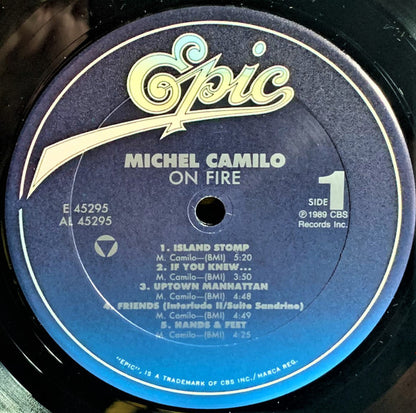 Epic
MICHEL CAMILO
ON FIRE
E 45295
AL 45295
SIDE 1
℗ 1989 CBS
Records Inc.
1. ISLAND STOMP
M. Camilo—(BMI) 5:20
2. IF YOU KNEW...
M. Camilo—(BMI) 3:50
3. UPTOWN MANHATTAN
M. Camilo—(BMI) 4:48
4. FRIENDS (Interlude II/Suite Sandrine)
M. Camilo—(BMI) 4:49
5. HANDS & FEET
M. Camilo—(BMI) 4:25
"EPIC", IS A TRADEMARK OF CBS INC./MARCA REG.